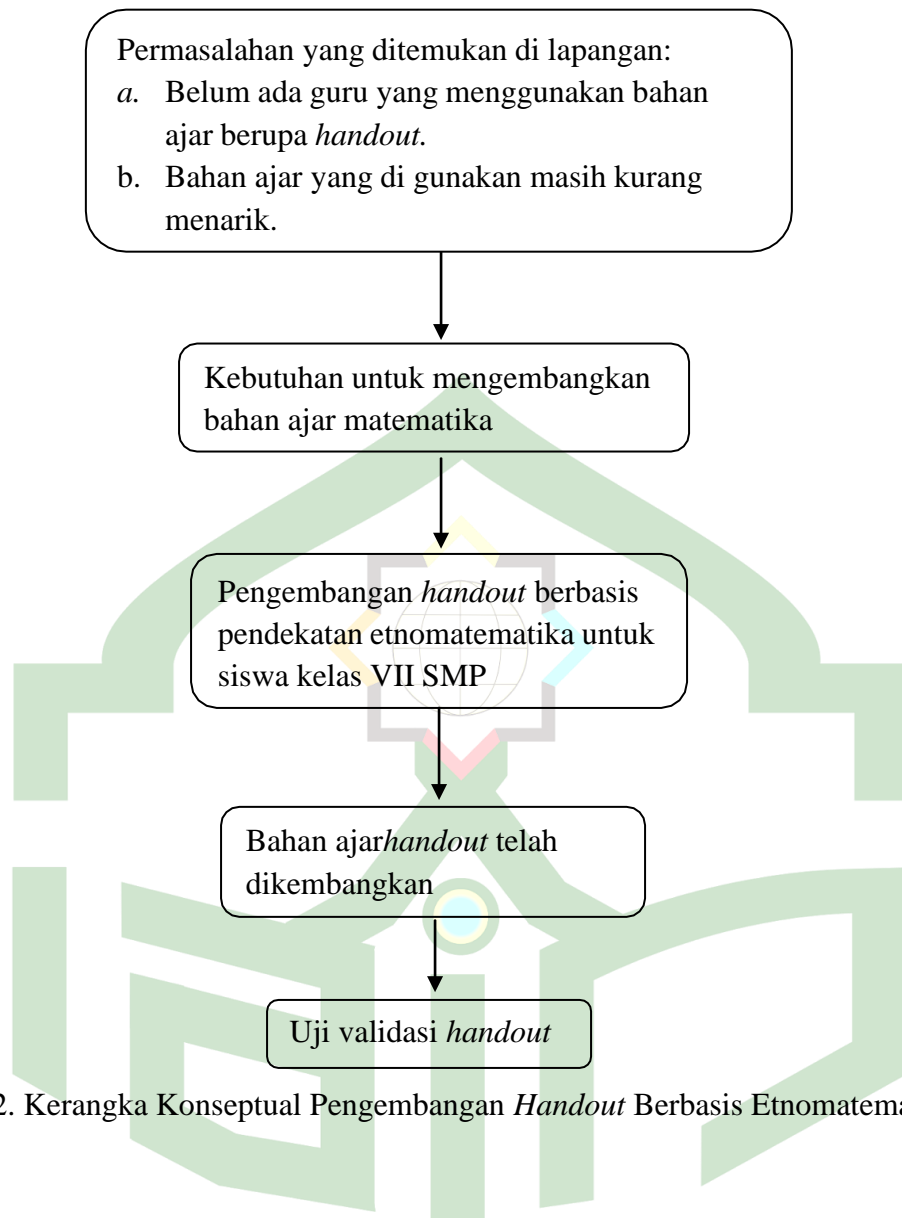 Permasalahan yang ditemukan di lapangan:
a. Belum ada guru yang menggunakan bahan
ajar berupa handout.
b. Bahan ajar yang di gunakan masih kurang
menarik.
Kebutuhan untuk mengembangkan
bahan ajar matematika
Pengembangan handout berbasis
pendekatan etnomatematika untuk
siswa kelas VII SMP
Bahan ajarhandout telah
dikembangkan
Uji validasi handout
2. Kerangka Konseptual Pengembangan Handout Berbasis Etnomatema